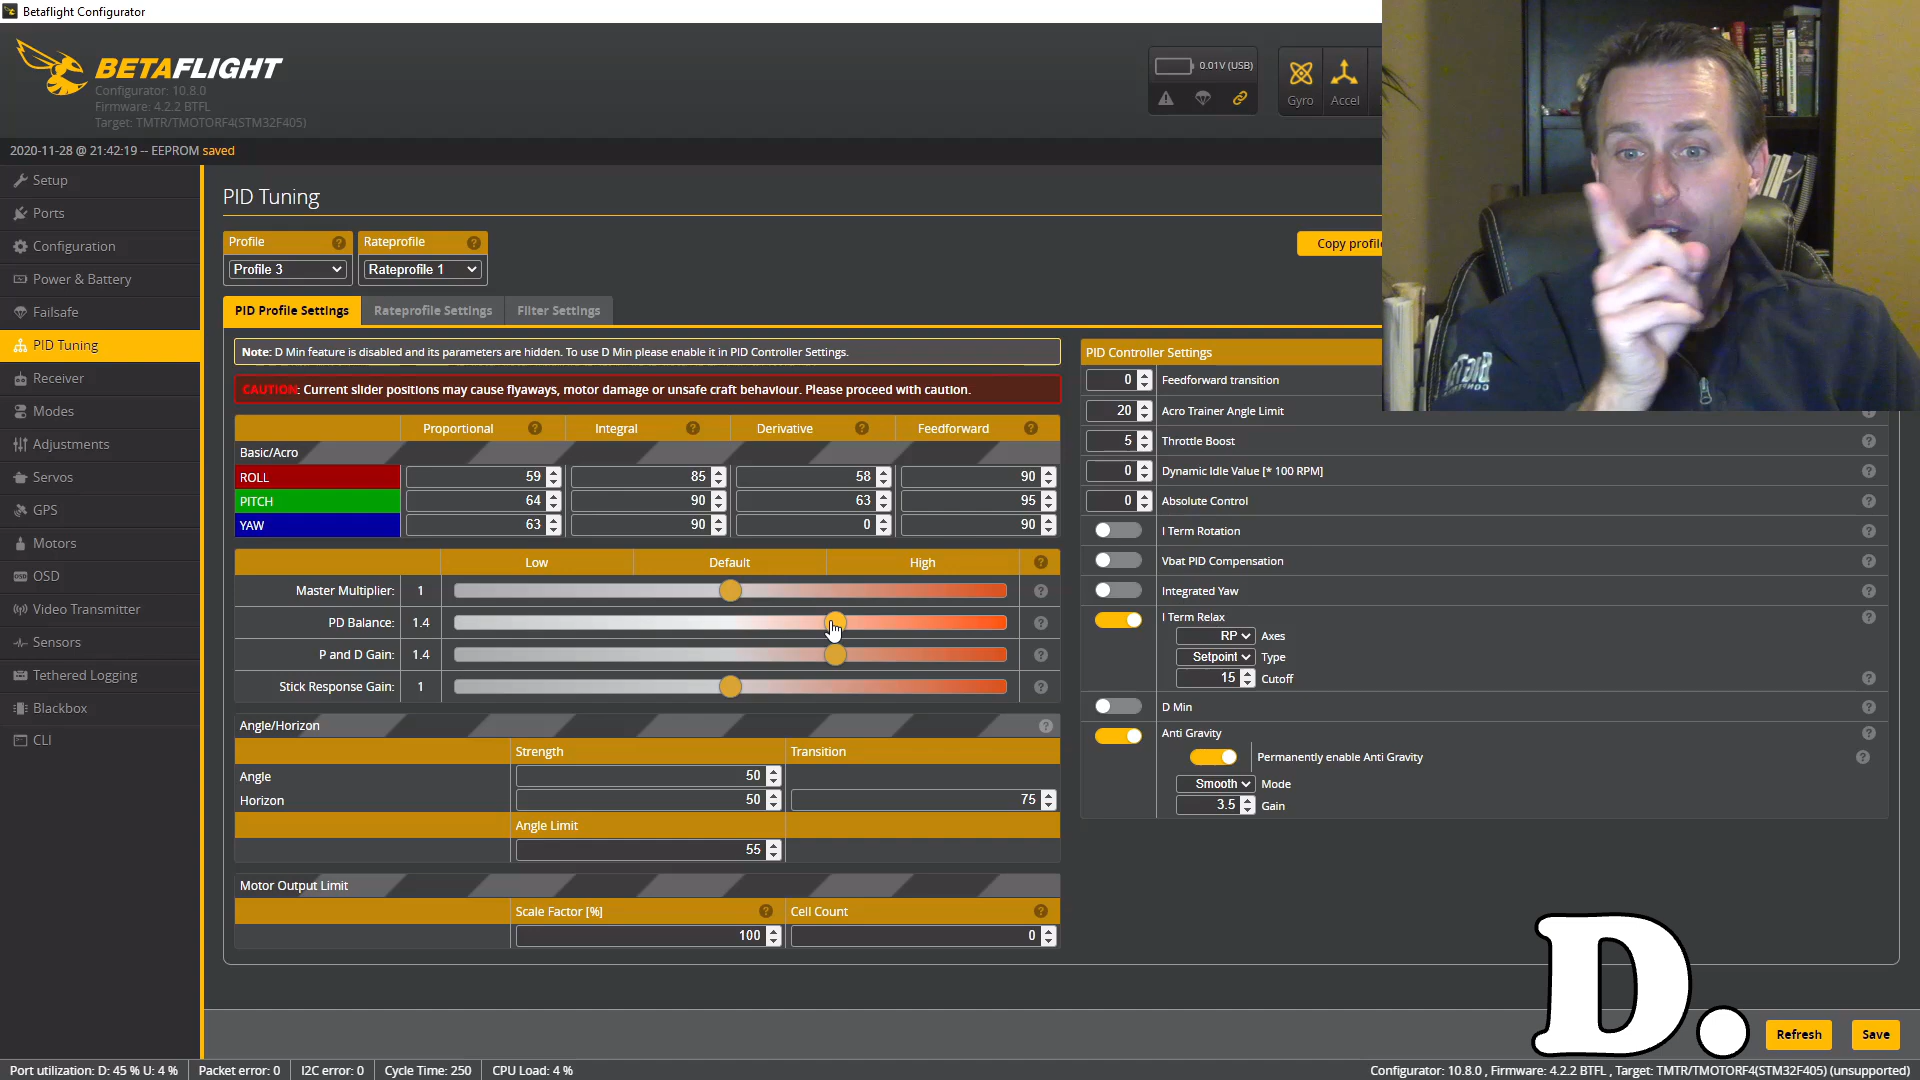 Betaflight Configurator
BETAFLIGHT
Configurator: 10.8.0
Firmware: 4.2.2 BTFL
Target: TMTR/TMOTORF4(STM32F405)
0.01V (USB)
Gyro
Accel
2020-11-28 @ 21:42:19 -- EEPROM saved
Setup
Ports
Configuration
Power & Battery
Failsafe
PID Tuning
Receiver
Modes
Adjustments
Servos
GPS
Motors
OSD
Video Transmitter
Sensors
Tethered Logging
Blackbox
CLI
PID Tuning
Profile
Rateprofile
Profile 3
Rateprofile 1
Copy profile
PID Profile Settings
Rateprofile Settings
Filter Settings
Note: D Min feature is disabled and its parameters are hidden. To use D Min please enable it in PID Controller Settings.
CAUTION: Current slider positions may cause flyaways, motor damage or unsafe craft behaviour. Please proceed with caution.
Proportional Integral Derivative Feedforward
Basic/Acro
ROLL 59 85 58 90
PITCH 64 90 63 95
YAW 63 90 0 90
Low Default High
Master Multiplier: 1
PD Balance: 1.4
P and D Gain: 1.4
Stick Response Gain: 1
Angle/Horizon
Strength Transition
Angle 50
Horizon 50 75
Angle Limit
55
Motor Output Limit
Scale Factor [%] Cell Count
100 0
PID Controller Settings
0 Feedforward transition
20 Acro Trainer Angle Limit
5 Throttle Boost
0 Dynamic Idle Value [* 100 RPM]
0 Absolute Control
I Term Rotation
Vbat PID Compensation
Integrated Yaw
I Term Relax
RP Axes
Setpoint Type
15 Cutoff
D Min
Anti Gravity
Permanently enable Anti Gravity
Smooth Mode
3.5 Gain
D.
Refresh
Save
Port utilization: D: 45 % U: 4 %
Packet error: 0
I2C error: 0
Cycle Time: 250
CPU Load: 4 %
Configurator: 10.8.0 , Firmware: 4.2.2 BTFL , Target: TMTR/TMOTORF4(STM32F405) (unsupported)